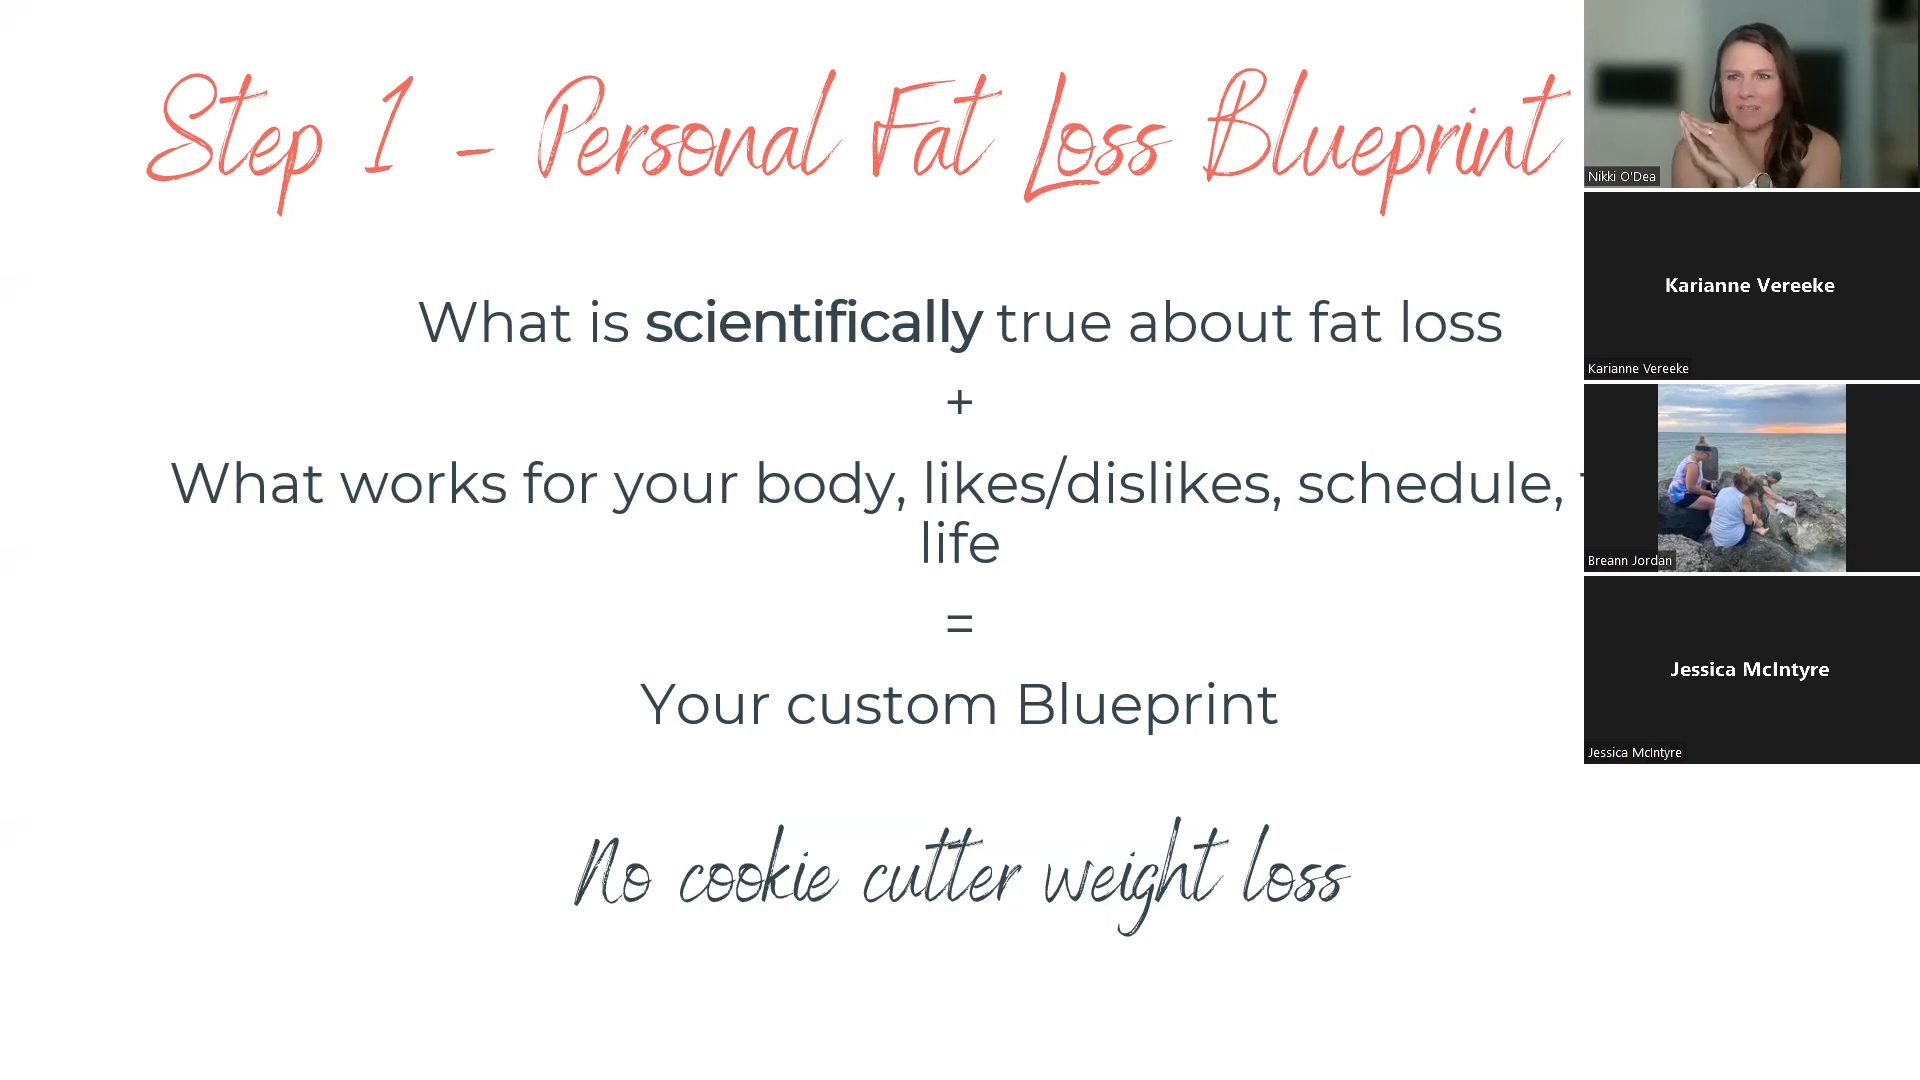 Step 1 - Personal Fat Loss Blueprint
What is scientifically true about fat loss
+
What works for your body, likes/dislikes, schedule,
life
=
Your custom Blueprint
No cookie cutter weight loss
Nikki O'Dea
Karianne Vereeke
Karianne Vereeke
Breann Jordan
Jessica McIntyre
Jessica McIntyre